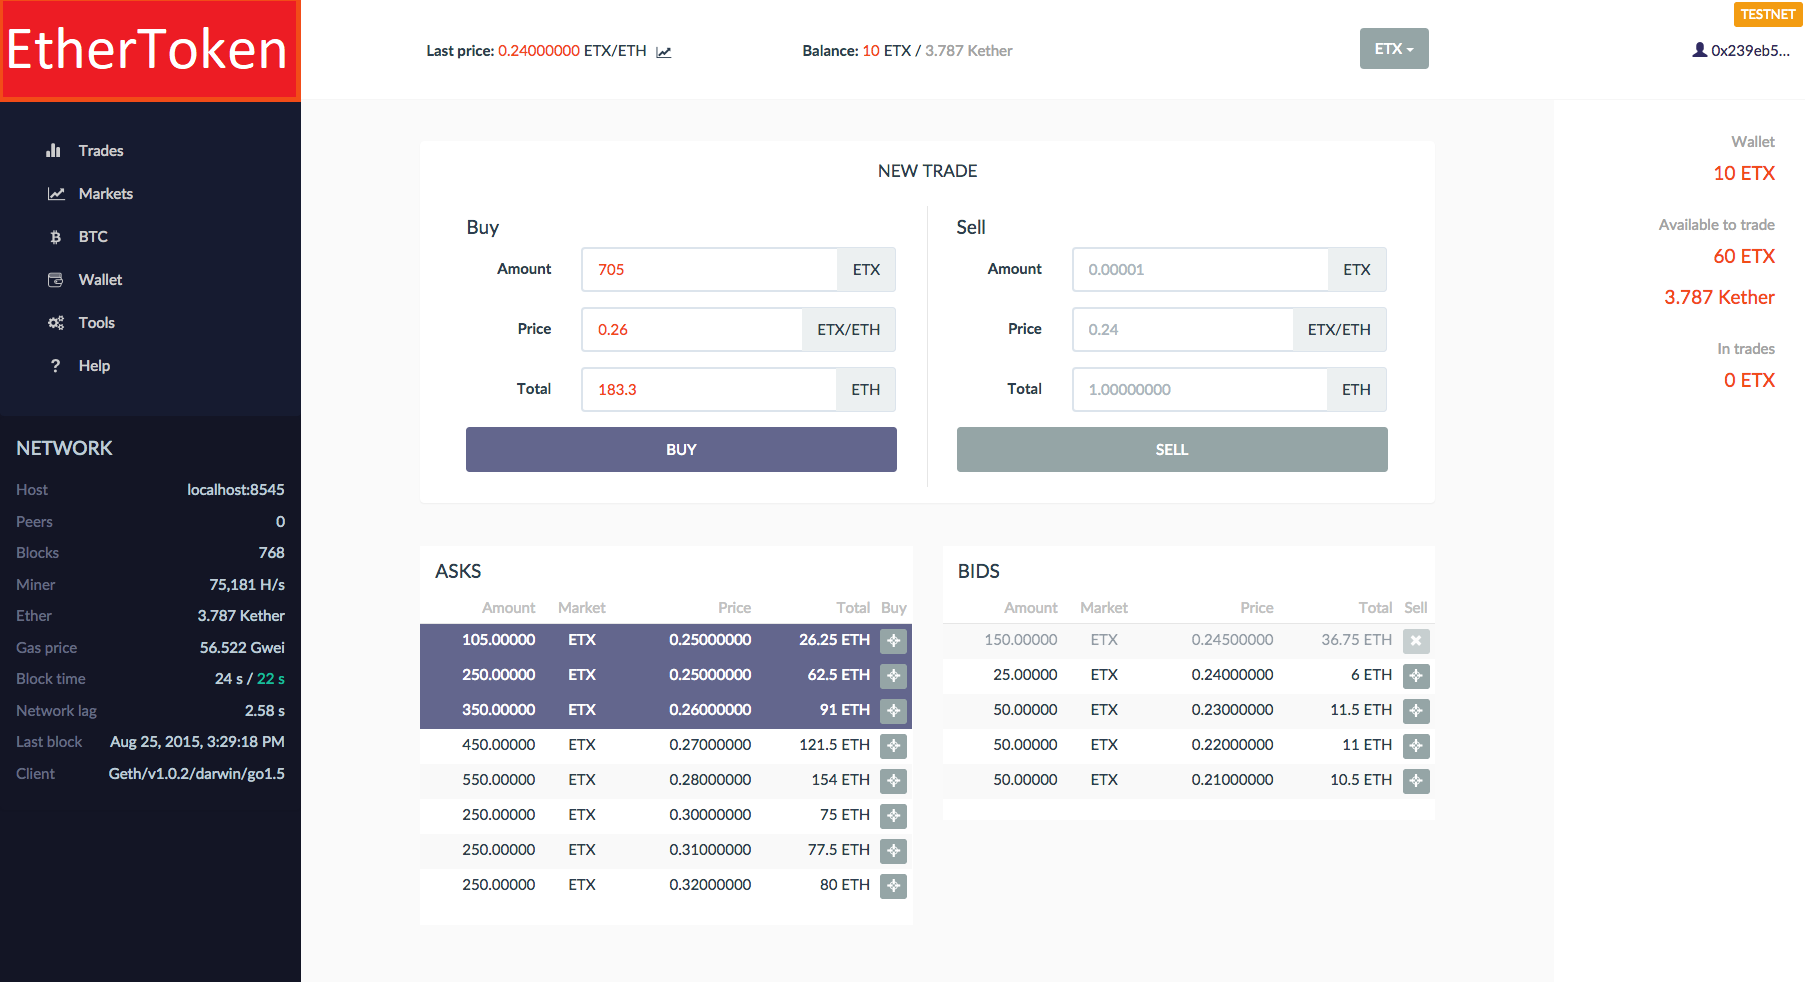 EtherToken
Last price: 0.24000000 ETX/ETH
Balance: 10 ETX / 3.787 Kether
ETX
TESTNET
0x239eb5...
Trades
Markets
BTC
Wallet
Tools
Help
NETWORK
Host localhost:8545
Peers 0
Blocks 768
Miner 75,181 H/s
Ether 3.787 Kether
Gas price 56.522 Gwei
Block time 24 s / 22 s
Network lag 2.58 s
Last block Aug 25, 2015, 3:29:18 PM
Client Geth/v1.0.2/darwin/go1.5
NEW TRADE
Buy
Amount 705 ETX
Price 0.26 ETX/ETH
Total 183.3 ETH
BUY
Sell
Amount 0.00001 ETX
Price 0.24 ETX/ETH
Total 1.00000000 ETH
SELL
ASKS
Amount Market Price Total Buy
105.00000 ETX 0.25000000 26.25 ETH
250.00000 ETX 0.25000000 62.5 ETH
350.00000 ETX 0.26000000 91 ETH
450.00000 ETX 0.27000000 121.5 ETH
550.00000 ETX 0.28000000 154 ETH
250.00000 ETX 0.30000000 75 ETH
250.00000 ETX 0.31000000 77.5 ETH
250.00000 ETX 0.32000000 80 ETH
BIDS
Amount Market Price Total Sell
150.00000 ETX 0.24500000 36.75 ETH
25.00000 ETX 0.24000000 6 ETH
50.00000 ETX 0.23000000 11.5 ETH
50.00000 ETX 0.22000000 11 ETH
50.00000 ETX 0.21000000 10.5 ETH
Wallet
10 ETX
Available to trade
60 ETX
3.787 Kether
In trades
0 ETX